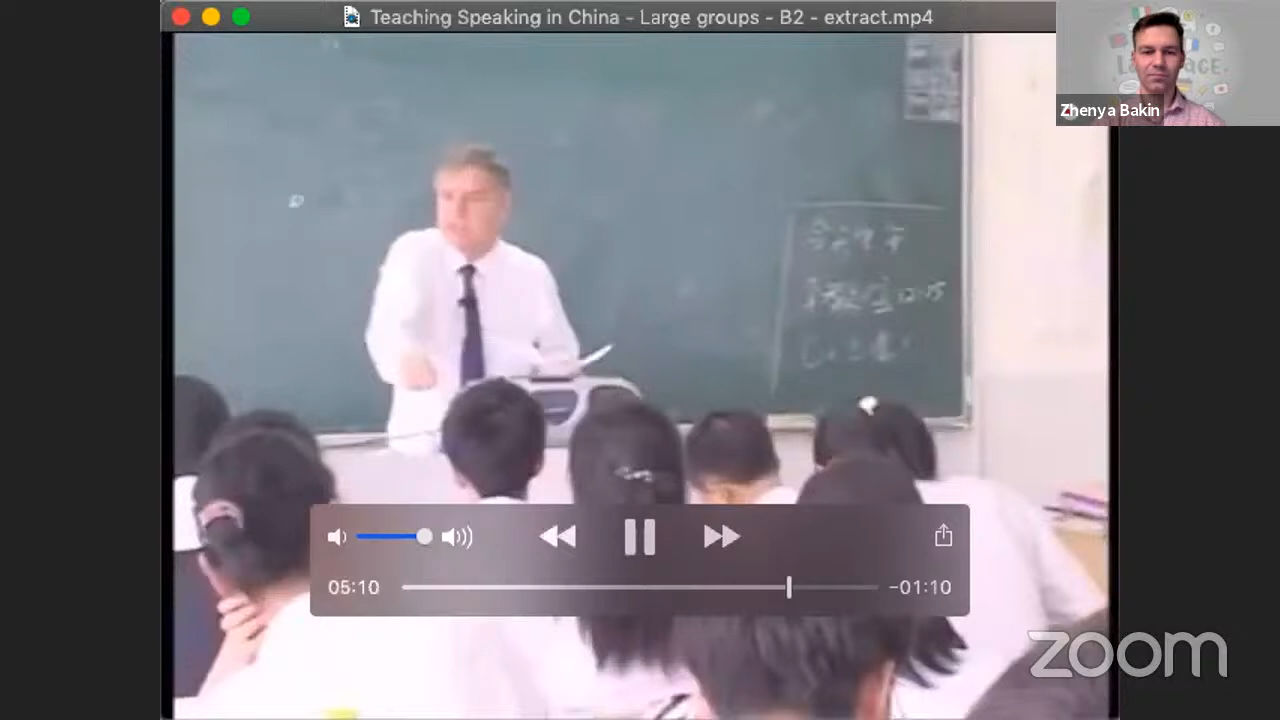 Teaching Speaking in China - Large groups - B2 - extract.mp4
Zhenya Bakin
05:10
-01:10
zoom